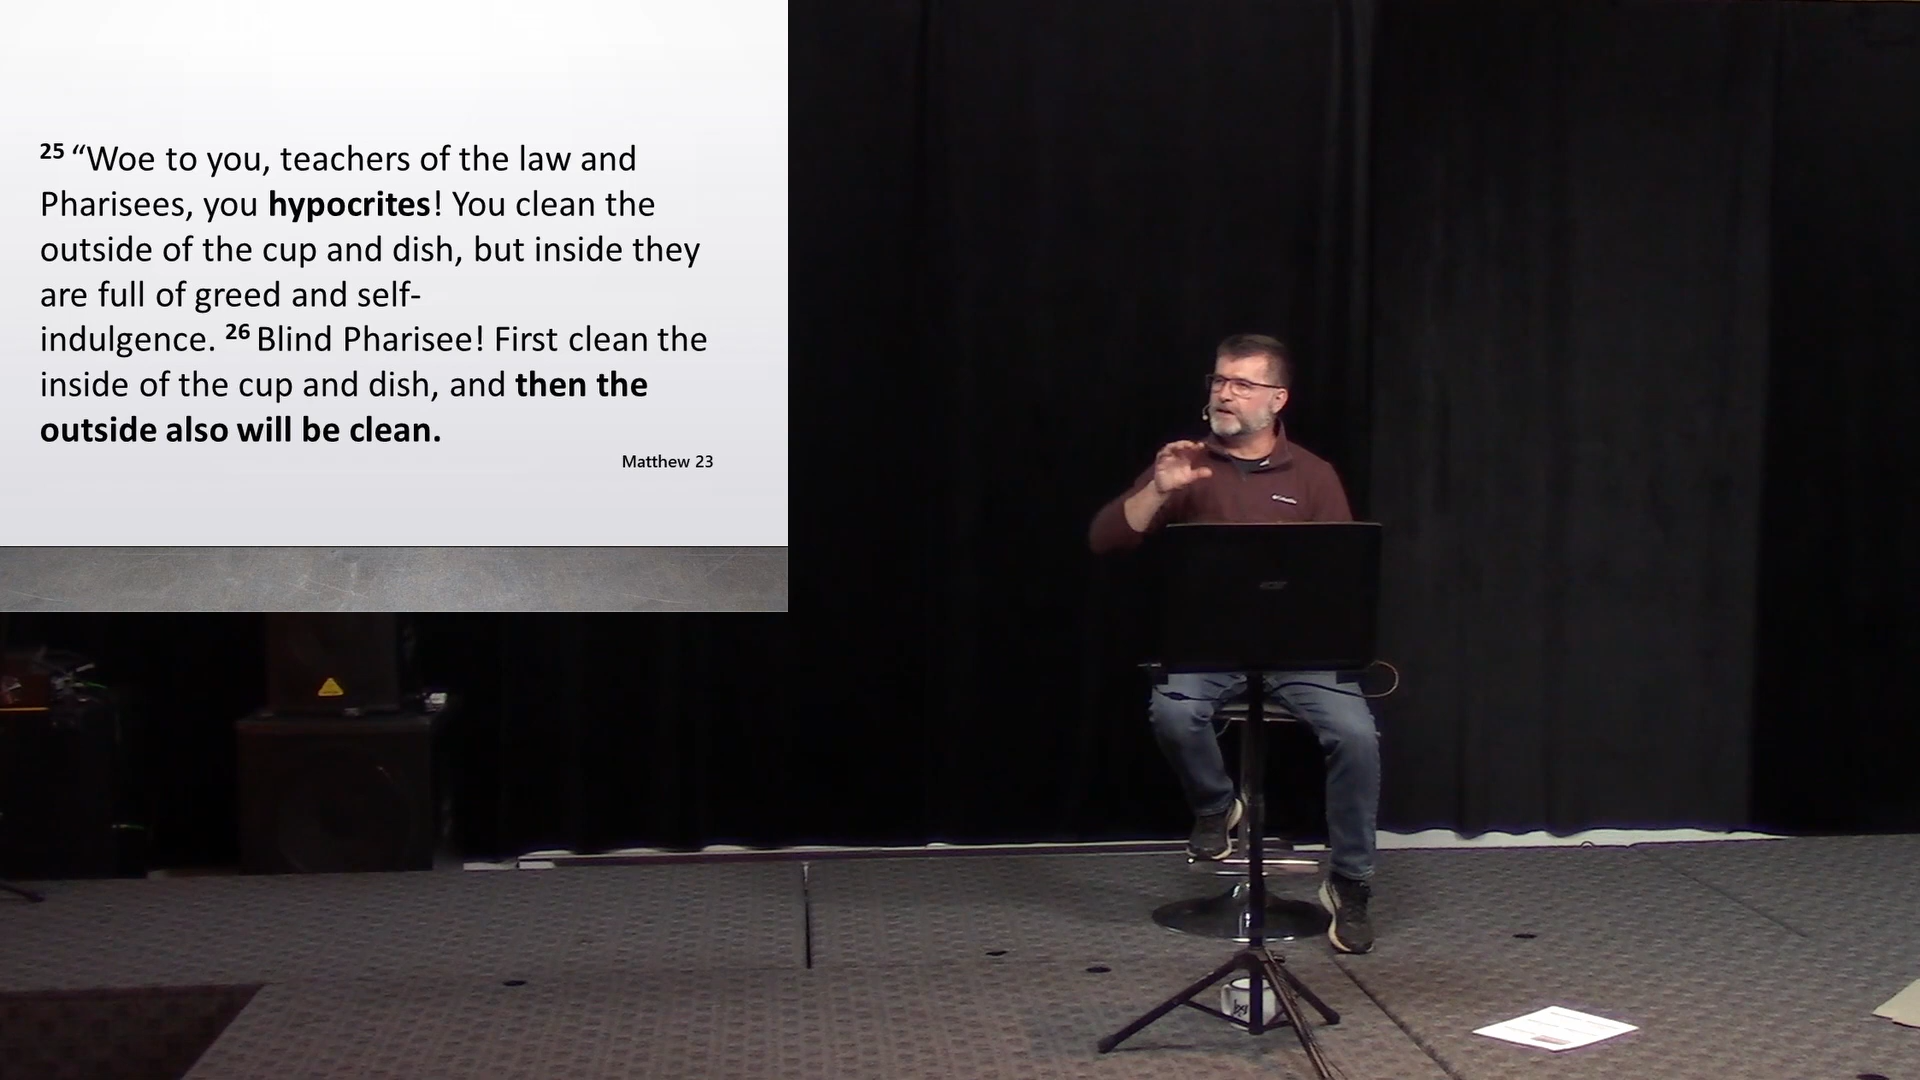 25 “Woe to you, teachers of the law and
Pharisees, you hypocrites! You clean the
outside of the cup and dish, but inside they
are full of greed and self-
indulgence. 26 Blind Pharisee! First clean the
inside of the cup and dish, and then the
outside also will be clean.
Matthew 23
Columbia
acer